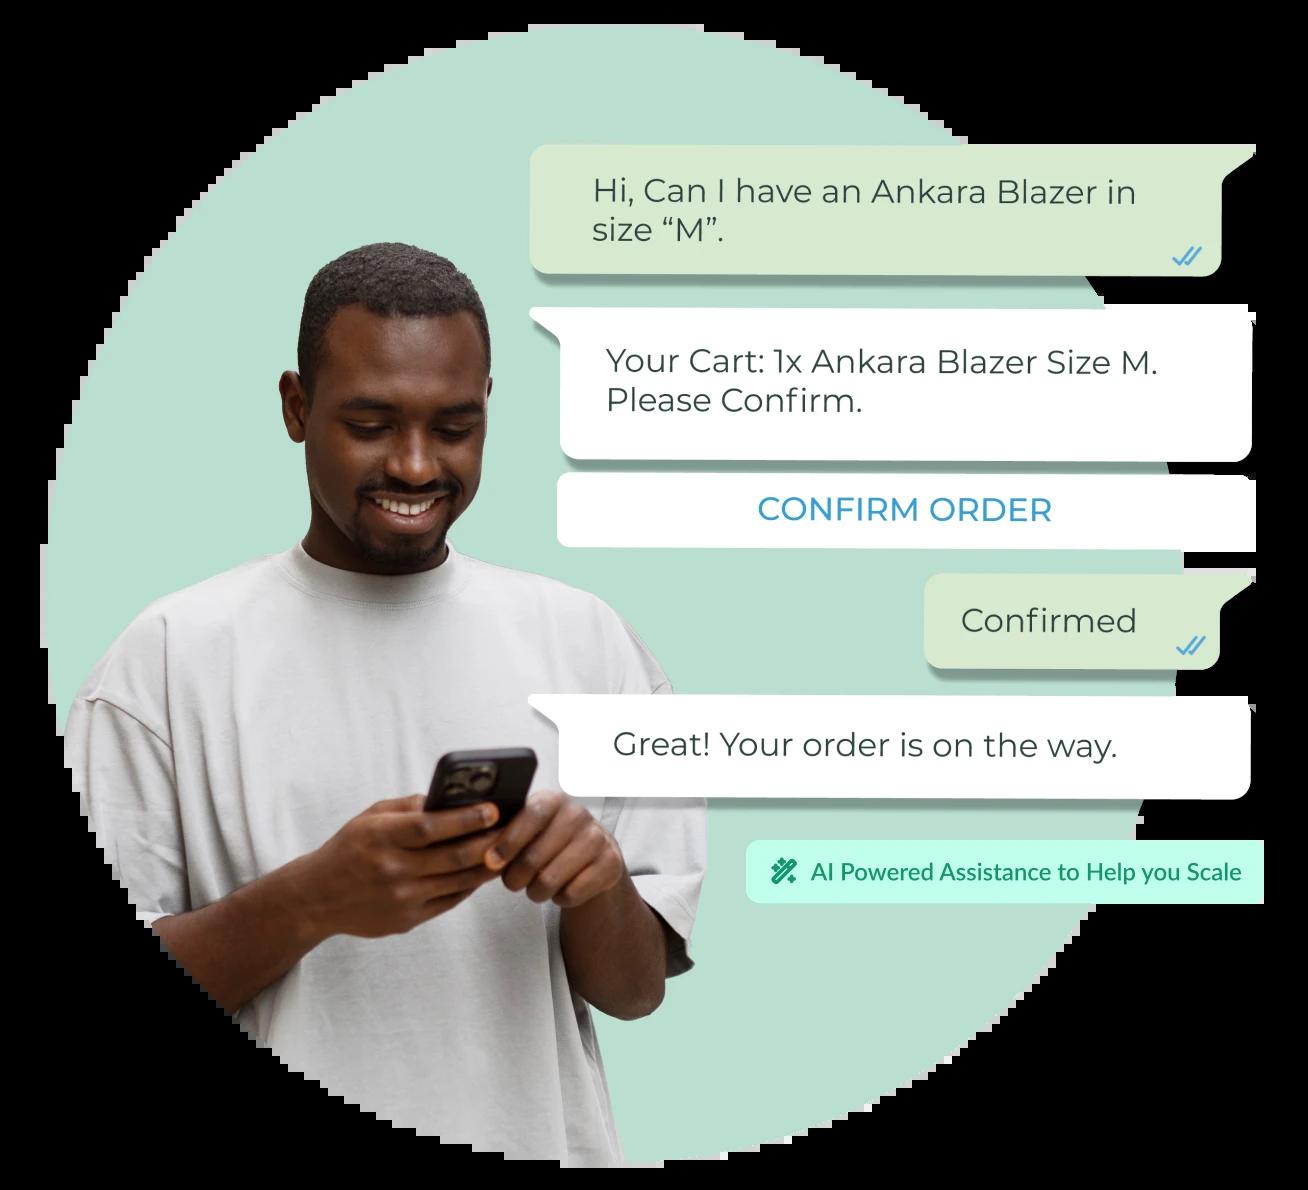 Hi, Can I have an Ankara Blazer in
size “M”.
Your Cart: 1x Ankara Blazer Size M.
Please Confirm.
CONFIRM ORDER
Confirmed
Great! Your order is on the way.
AI Powered Assistance to Help you Scale